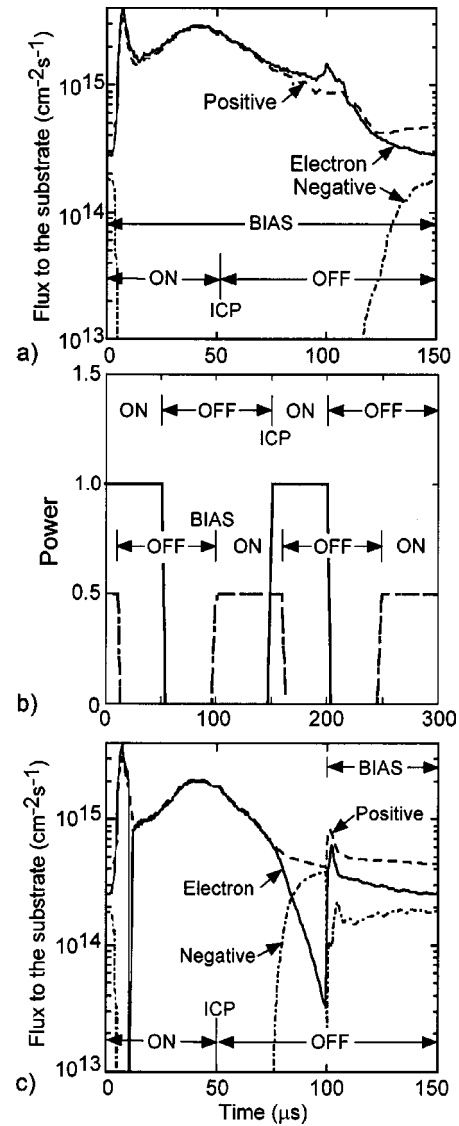 Flux to the substrate (cm⁻²s⁻¹)
10¹⁵
Positive
Electron
Negative
10¹⁴
BIAS
ON OFF
ICP
10¹³
0 50 100 150
a)
Power
1.5
ON OFF ON OFF
ICP
1.0
BIAS
OFF ON OFF ON
0.5
0
0 100 200 300
b)
Flux to the substrate (cm⁻²s⁻¹)
BIAS
Positive
10¹⁵
Electron
Negative
10¹⁴
ICP
ON OFF
10¹³
0 50 100 150
c)
Time (μs)